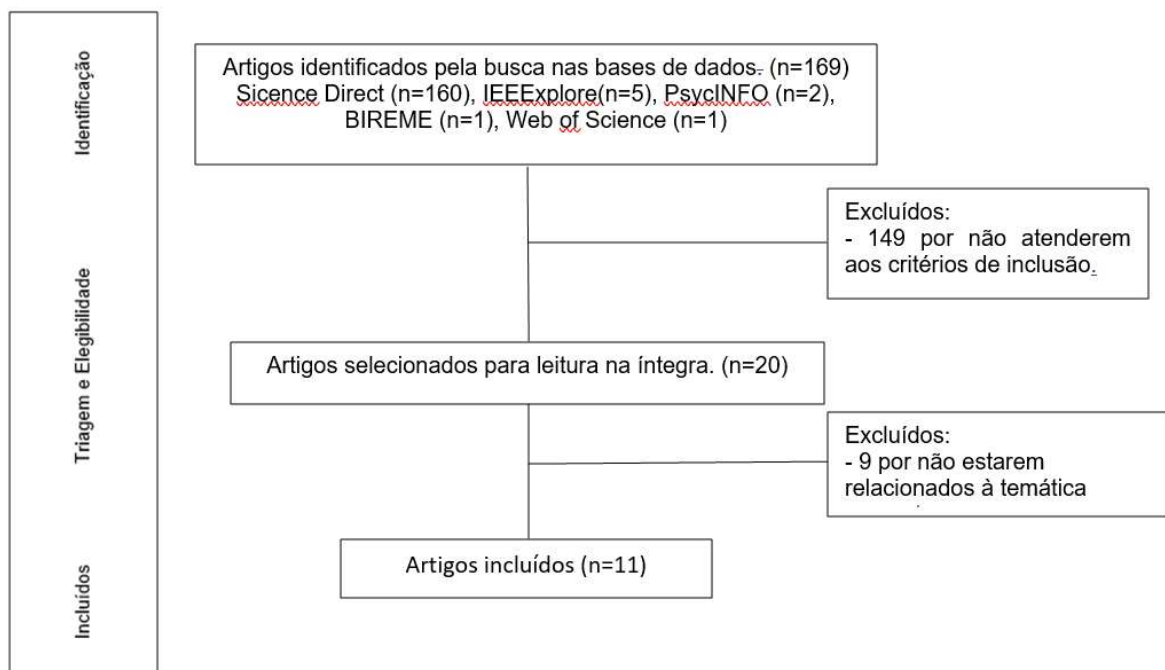 Identificação
Artigos identificados pela busca nas bases de dados. (n=169)
Sicence Direct (n=160), IEEExplore(n=5), PsycINFO (n=2),
BIREME (n=1), Web of Science (n=1)
Excluídos:
- 149 por não atenderem
aos critérios de inclusão.
Triagem e Elegibilidade
Artigos selecionados para leitura na íntegra. (n=20)
Excluídos:
- 9 por não estarem
relacionados à temática
.
Incluídos
Artigos incluídos (n=11)